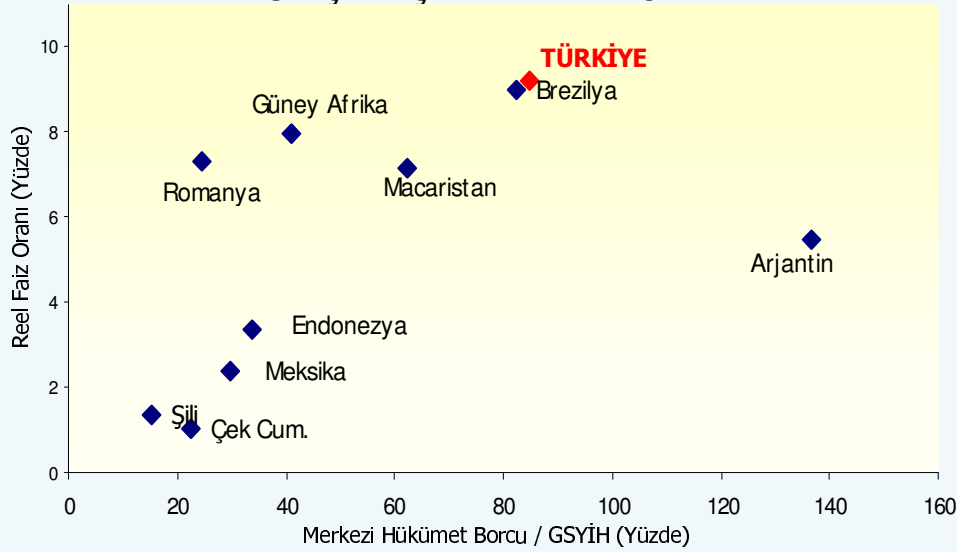 10
8
6
4
2
0
Reel Faiz Oranı (Yüzde)
TÜRKİYE
Brezilya
Güney Afrika
Romanya
Macaristan
Arjantin
Endonezya
Meksika
Şili
Çek Cum.
0 20 40 60 80 100 120 140 160
Merkezi Hükümet Borcu / GSYİH (Yüzde)